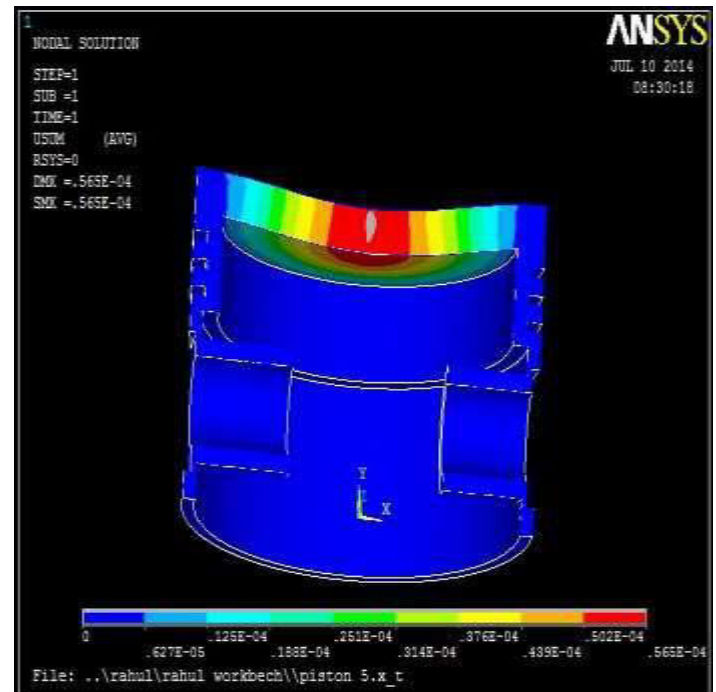 1
NODAL SOLUTION
STEP=1
SUB =1
TIME=1
USUM (AVG)
RSYS=0
DMX =.565E-04
SMX =.565E-04
ANSYS
JUL 10 2014
08:30:18
Y
Z
X
0 .125E-04 .251E-04 .376E-04 .502E-04
.627E-05 .188E-04 .314E-04 .439E-04 .565E-04
File: ..\rahul\rahul workbech\\piston 5.x_t